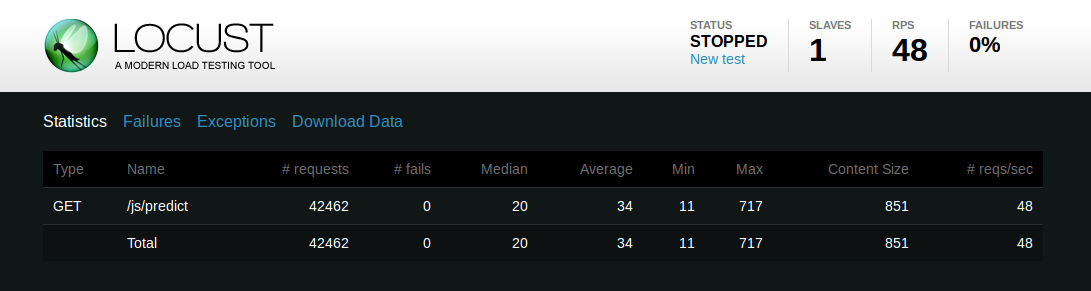 LOCUST
A MODERN LOAD TESTING TOOL
STATUS SLAVES RPS FAILURES
STOPPED 1 48 0%
New test
Statistics Failures Exceptions Download Data
Type Name # requests # fails Median Average Min Max Content Size # reqs/sec
GET /js/predict 42462 0 20 34 11 717 851 48
Total 42462 0 20 34 11 717 851 48